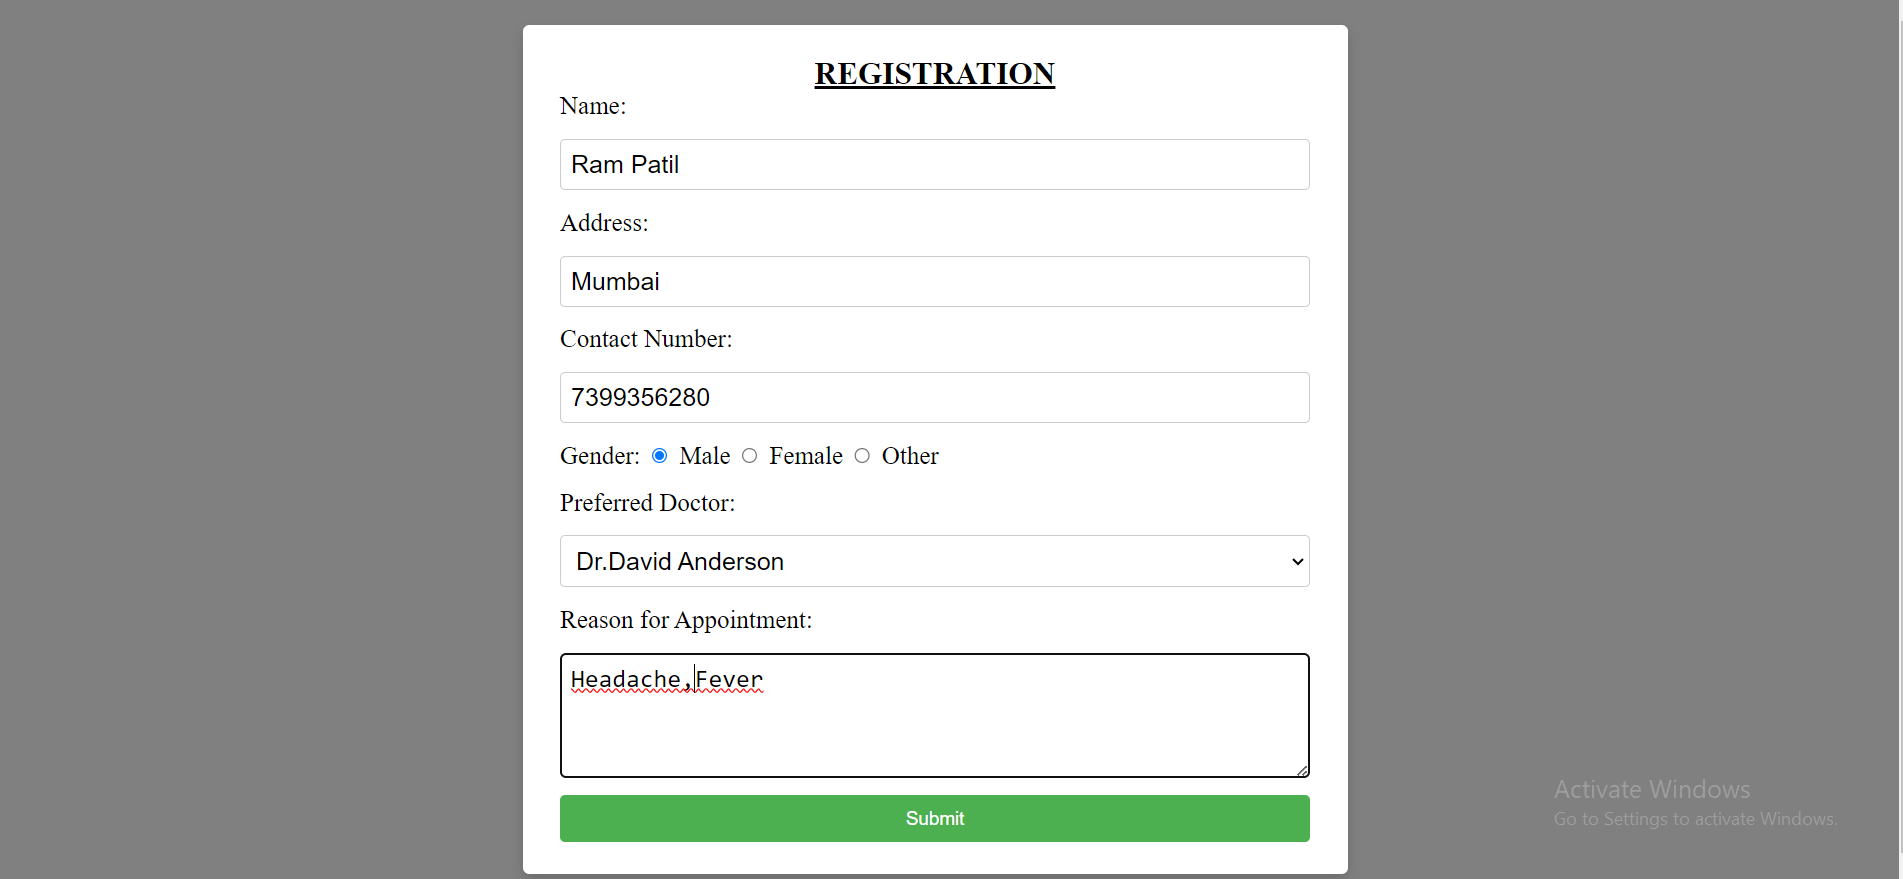 REGISTRATION
Name:
Ram Patil
Address:
Mumbai
Contact Number:
7399356280
Gender: Male Female Other
Preferred Doctor:
Dr.David Anderson
Reason for Appointment:
Headache,Fever
Submit
Activate Windows
Go to Settings to activate Windows.